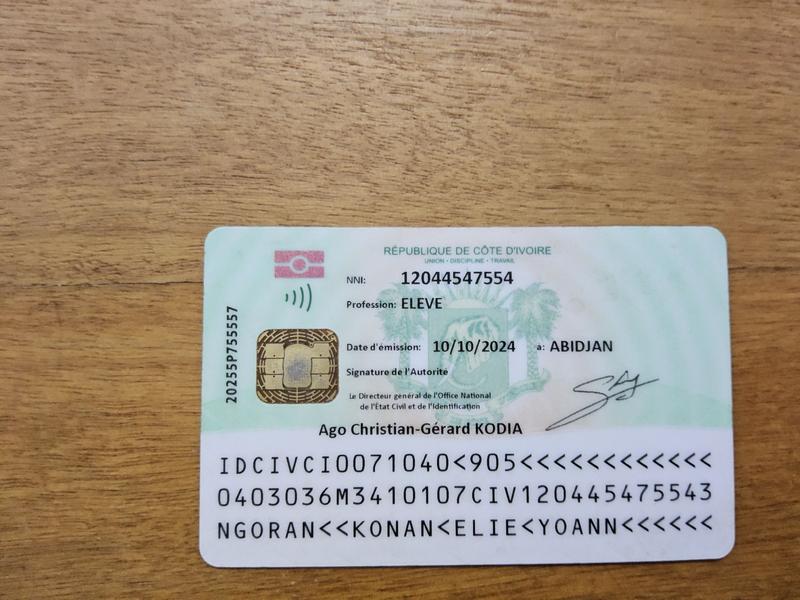 RÉPUBLIQUE DE CÔTE D'IVOIRE
UNION - DISCIPLINE - TRAVAIL
NNI: 12044547554
Profession: ELEVE
20255P755557
Date d'émission: 10/10/2024 à: ABIDJAN
Signature de l'Autorité
Le Directeur général de l'Office National
de l'État Civil et de l'Identification
Ago Christian-Gérard KODIA
IDCIVCI0071040<905<<<<<<<<<<<<
0403036M3410107CIV120445475543
NGORAN<<KONAN<ELIE<YOANN<<<<<<